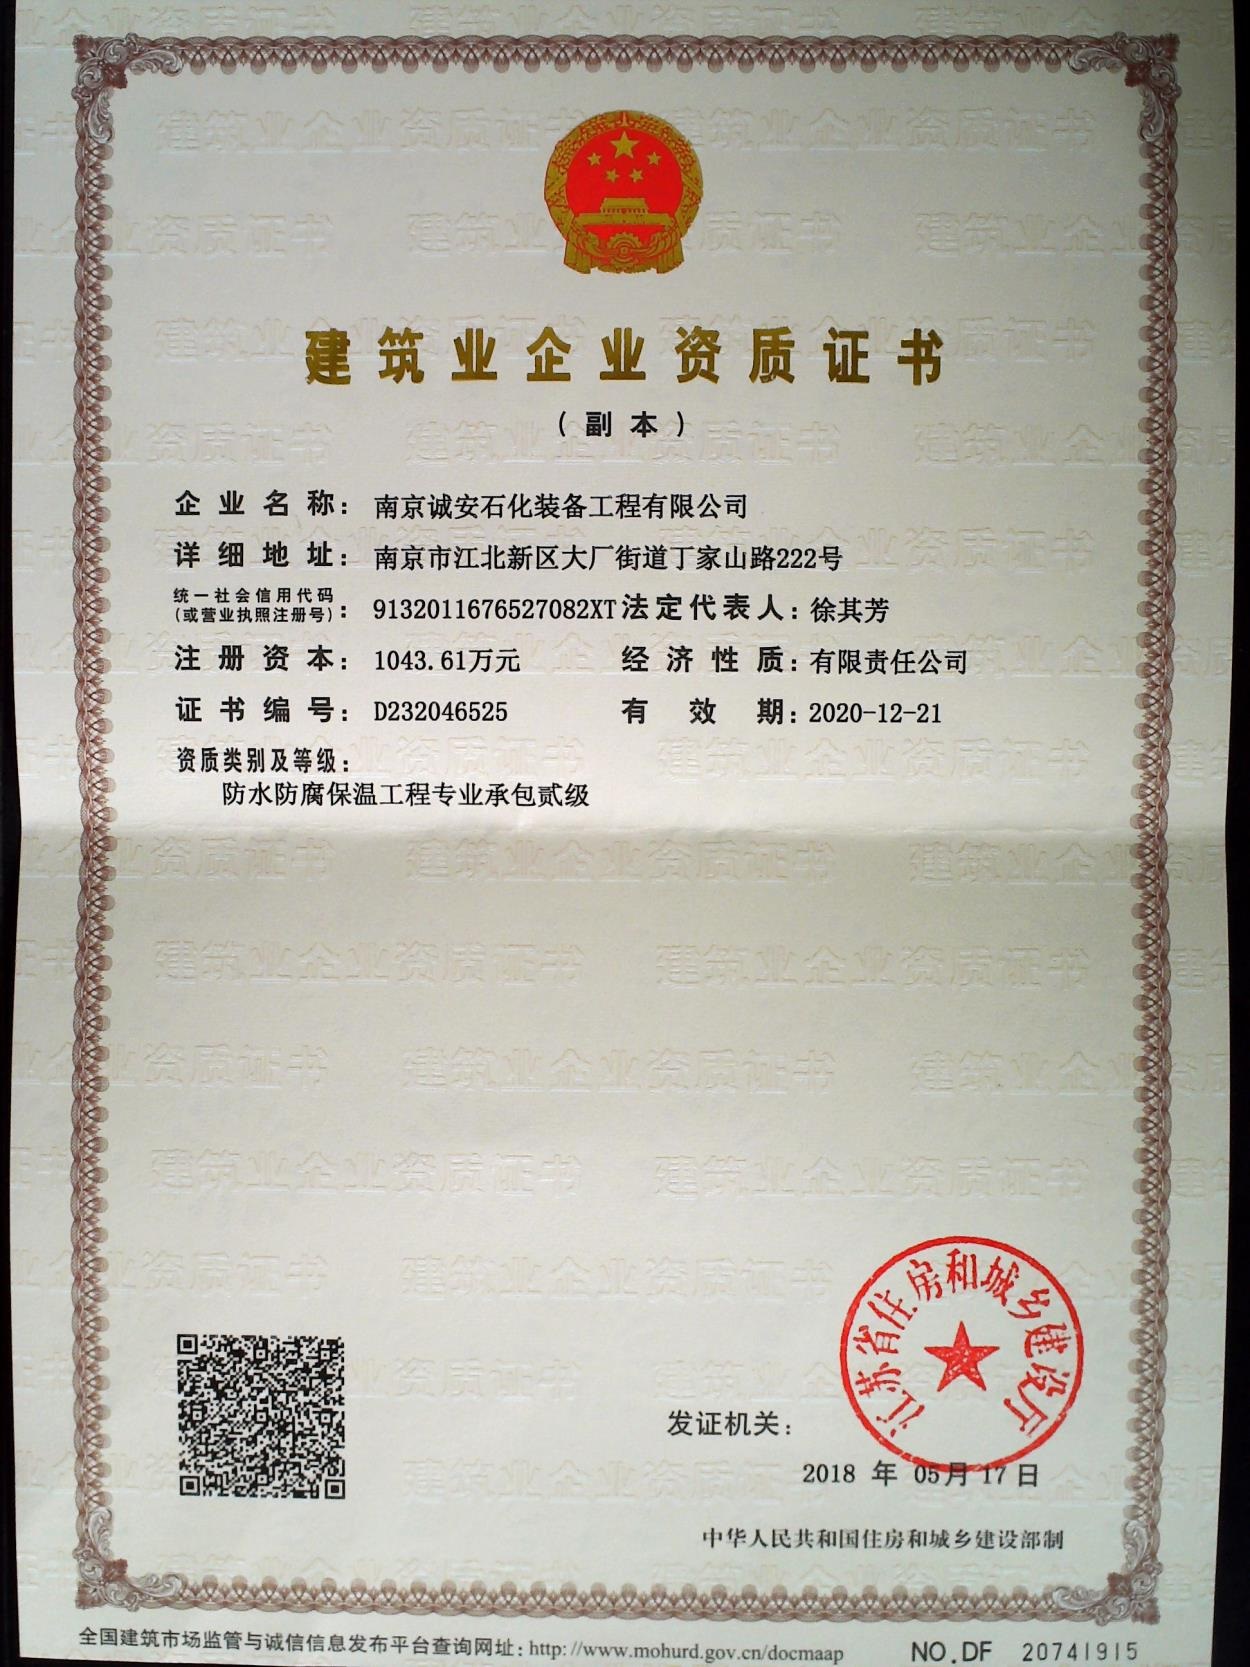 建筑业企业资质证书
（副本）
企业名称：南京诚安石化装备工程有限公司
详细地址：南京市江北新区大厂街道丁家山路222号
统一社会信用代码
（或营业执照注册号）：9132011676527082XT 法定代表人：徐其芳
注册资本：1043.61万元 经济性质：有限责任公司
证书编号：D232046525 有效期：2020-12-21
资质类别及等级：
防水防腐保温工程专业承包贰级
江苏省住房和城乡建设厅
发证机关：
2018 年 05月 17 日
中华人民共和国住房和城乡建设部制
全国建筑市场监管与诚信信息发布平台查询网址：http://www.mohurd.gov.cn/docmaap
NO.DF 20741915